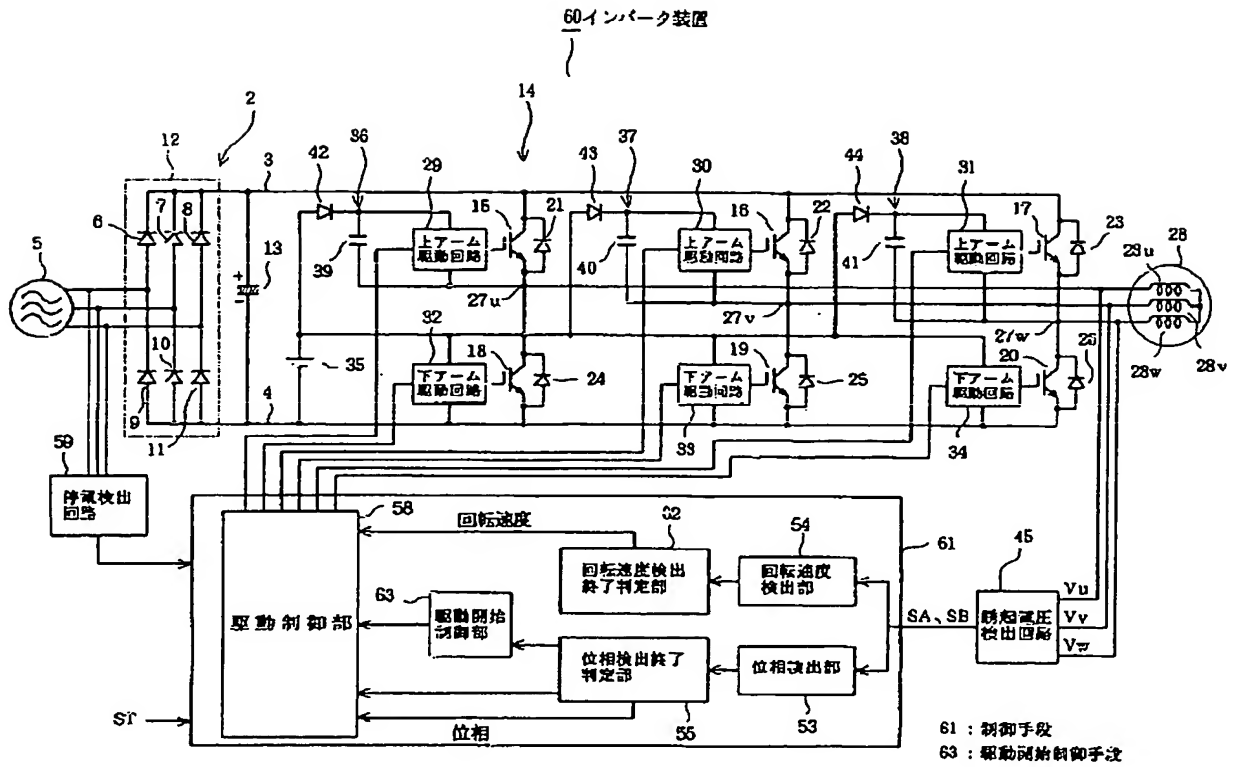 60インバータ装置
2
14
12
3
42
36
29
15
21
43
37
30
16
22
44
38
31
17
23
5
6
7
8
13
39
上アーム
駆動回路
40
上アーム
駆動回路
41
上アーム
駆動回路
28u
28
27u
27v
27w
32
18
24
19
25
20
25
28w
28v
10
35
下アーム
駆動回路
下アーム
駆動回路
下アーム
駆動回路
9
4
11
33
34
59
停電検出
回路
58
回転速度
62
54
61
45
回転速度検出
終了判定部
回転速度
検出部
63
駆動制御部
駆動開始
制御部
SA、SB
誘起電圧
検出回路
Vu
Vv
Vw
位相検出終了
判定部
位相検出部
ST
位相
55
53
61：制御手段
63：駆動開始制御手段